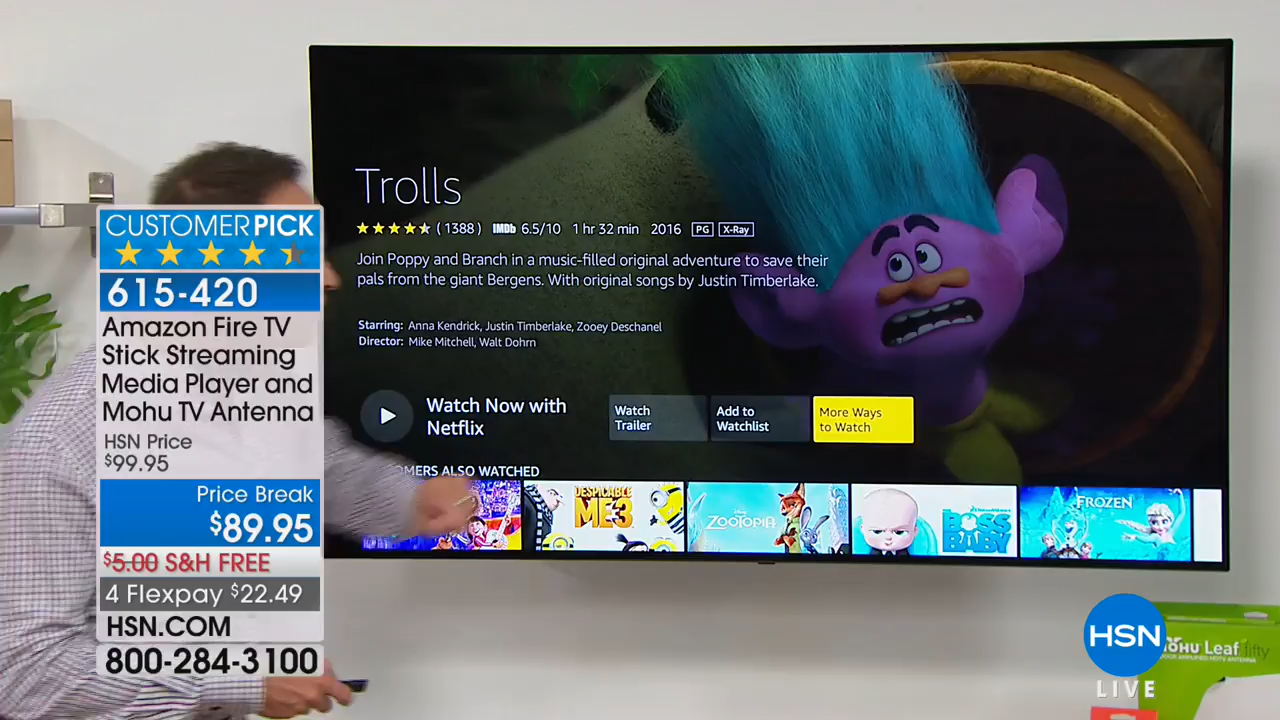 CUSTOMER PICK
615-420
Amazon Fire TV
Stick Streaming
Media Player and
Mohu TV Antenna
HSN Price
$99.95
Price Break
$89.95
$5.00 S&H FREE
4 Flexpay $22.49
HSN.COM
800-284-3100
Trolls
(1388) IMDb 6.5/10 1 hr 32 min 2016 PG X-Ray
Join Poppy and Branch in a music-filled original adventure to save their
pals from the giant Bergens. With original songs by Justin Timberlake.
Starring: Anna Kendrick, Justin Timberlake, Zooey Deschanel
Director: Mike Mitchell, Walt Dohrn
Watch Now with
Netflix
Watch
Trailer
Add to
Watchlist
More Ways
to Watch
OMERS ALSO WATCHED
DESPICABLE
ME3
DISNEY
ZOOTOPIA
BOSS
BABY
FROZEN
HSN
LIVE
Leaf fifty